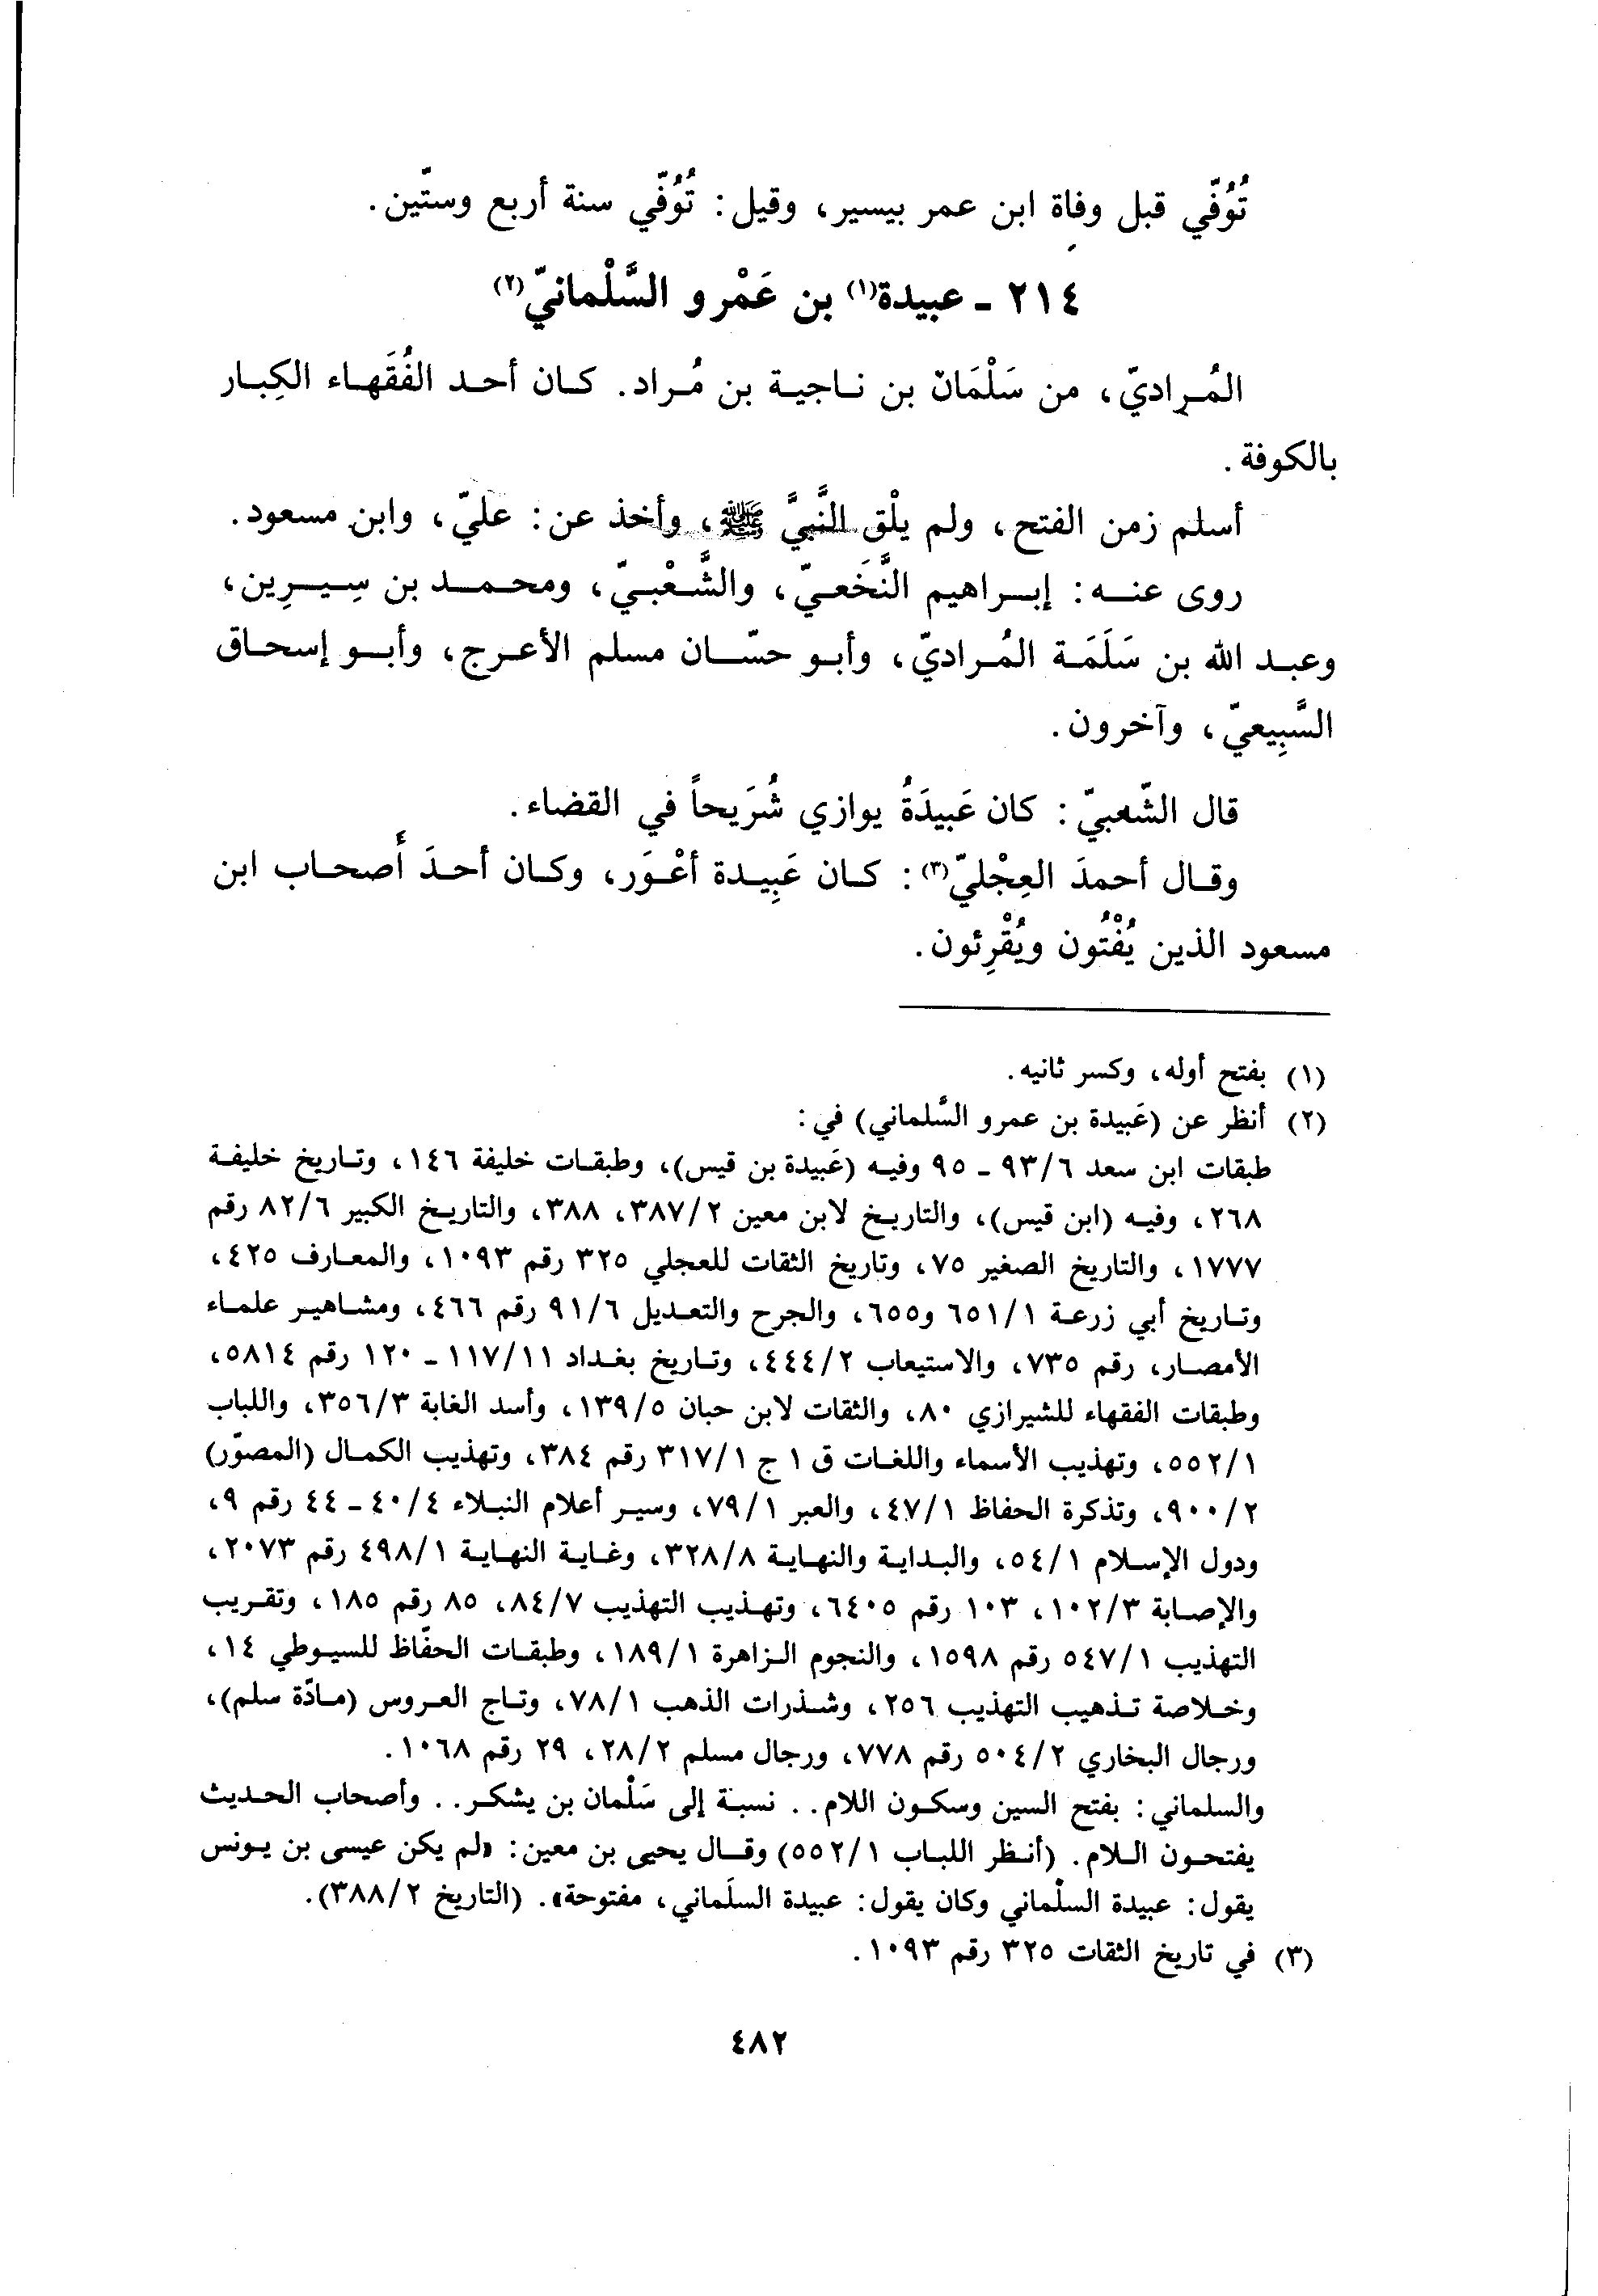 تُوُفّي قبل وفاة ابن عمر بيسير، وقيل: تُوُفّي سنة أربع وستّين.
٢١٤ ـ عبيدة(١) بن عَمْرو السَّلْمانيّ(٢)
المُرادِيّ، من سَلْمَان بن ناجية بن مُراد. كان أحد الفُقَهاء الكِبار
بالكوفة.
أسلم زمن الفتح، ولم يلْق النَّبيَّ ﷺ، وأخذ عن: عليّ، وابن مسعود.
روى عنه: إبراهيم النَّخَعيّ، والشَّعْبيّ، ومحمد بن سِيرِين،
وعبد الله بن سَلَمَة المُراديّ، وأبو حسّان مسلم الأعرج، وأبو إسحاق
السَّبِيعيّ، وآخرون.
قال الشّعبيّ: كان عَبيدَةُ يوازي شُرَيحاً في القضاء.
وقال أحمدَ العِجْليّ(٣): كان عَبِيدة أعْوَر، وكان أحدَ أَصحاب ابن
مسعود الذين يُفْتُون ويُقْرِئون.
(١) بفتح أوله، وكسر ثانيه.
(٢) أنظر عن (عَبيدة بن عمرو السَّلماني) في:
طبقات ابن سعد ٩٣/٦ ـ ٩٥ وفيه (عَبيدة بن قيس)، وطبقات خليفة ١٤٦، وتاريخ خليفة
٢٦٨، وفيه (ابن قيس)، والتاريخ لابن معين ٣٨٧/٢، ٣٨٨، والتاريخ الكبير ٨٢/٦ رقم
١٧٧٧، والتاريخ الصغير ٧٥، وتاريخ الثقات للعجلي ٣٢٥ رقم ١٠٩٣، والمعارف ٤٢٥،
وتاريخ أبي زرعة ٦٥١/١ و٦٥٥، والجرح والتعديل ٩١/٦ رقم ٤٦٦، ومشاهير علماء
الأمصار، رقم ٧٣٥، والاستيعاب ٤٤٤/٢، وتاريخ بغداد ١١٧/١١ ـ ١٢٠ رقم ٥٨١٤،
وطبقات الفقهاء للشيرازي ٨٠، والثقات لابن حبان ١٣٩/٥، وأسد الغابة ٣٥٦/٣، واللباب
٥٥٢/١، وتهذيب الأسماء واللغات ق ١ ج ٣١٧/١ رقم ٣٨٤، وتهذيب الكمال (المصوّر)
٩٠٠/٢، وتذكرة الحفاظ ٤٧/١، والعبر ٧٩/١، وسير أعلام النبلاء ٤٠/٤ ـ ٤٤ رقم ٩،
ودول الإسلام ٥٤/١، والبداية والنهاية ٣٢٨/٨، وغاية النهاية ٤٩٨/١ رقم ٢٠٧٣،
والإصابة ١٠٢/٣، ١٠٣ رقم ٦٤٠٥، وتهذيب التهذيب ٨٤/٧، ٨٥ رقم ١٨٥، وتقريب
التهذيب ٥٤٧/١ رقم ١٥٩٨، والنجوم الزاهرة ١٨٩/١، وطبقات الحفّاظ للسيوطي ١٤،
وخلاصة تذهيب التهذيب ٢٥٦، وشذرات الذهب ٧٨/١، وتاج العروس (مادّة سلم)،
ورجال البخاري ٥٠٤/٢ رقم ٧٧٨، ورجال مسلم ٢٨/٢، ٢٩ رقم ١٠٦٨.
والسلماني: بفتح السين وسكون اللام.. نسبة إلى سَلْمان بن يشكر.. وأصحاب الحديث
يفتحون اللام. (أنظر اللباب ٥٥٢/١) وقال يحيى بن معين: «لم يكن عيسى بن يونس
يقول: عبيدة السلْماني وكان يقول: عبيدة السلَماني، مفتوحة». (التاريخ ٣٨٨/٢).
(٣) في تاريخ الثقات ٣٢٥ رقم ١٠٩٣.
٤٨٢